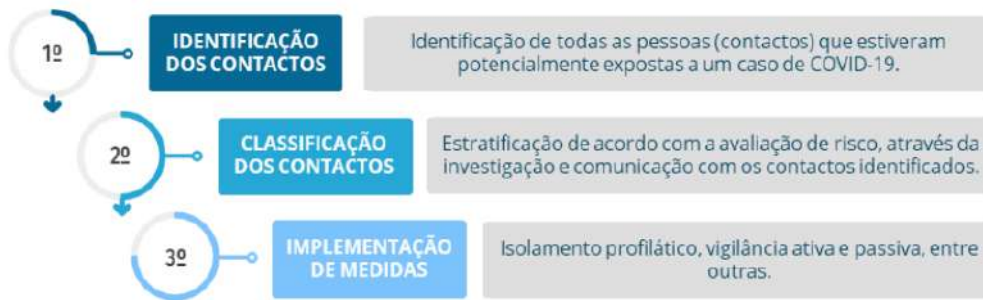 1º
IDENTIFICAÇÃO
DOS CONTACTOS
Identificação de todas as pessoas (contactos) que estiveram
potencialmente expostas a um caso de COVID-19.
2º
CLASSIFICAÇÃO
DOS CONTACTOS
Estratificação de acordo com a avaliação de risco, através da
investigação e comunicação com os contactos identificados.
3º
IMPLEMENTAÇÃO
DE MEDIDAS
Isolamento profilático, vigilância ativa e passiva, entre
outras.